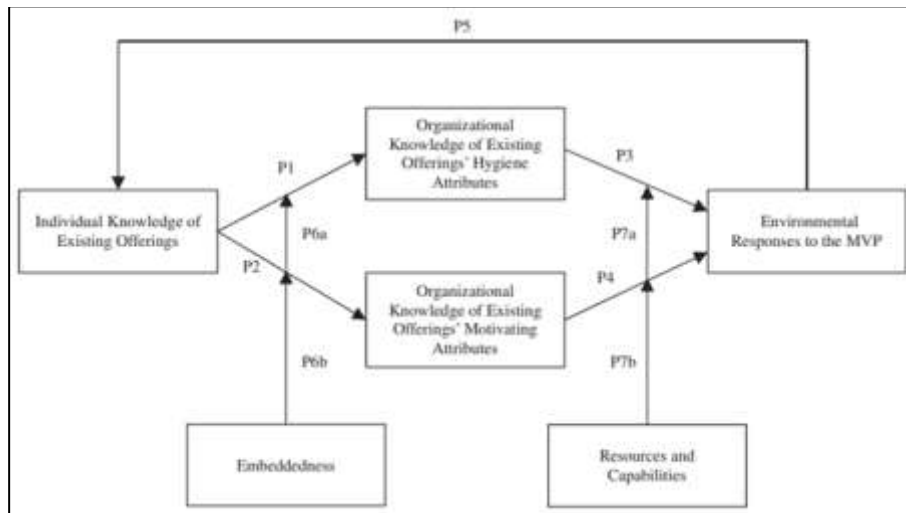 P5
Organizational
Knowledge of Existing
Offerings' Hygiene
Attributes
P1
P3
Individual Knowledge of
Existing Offerings
P6a
P7a
Environmental
Responses to the MVP
P2
P4
Organizational
Knowledge of Existing
Offerings' Motivating
Attributes
P6b
P7b
Embeddedness
Resources and
Capabilities